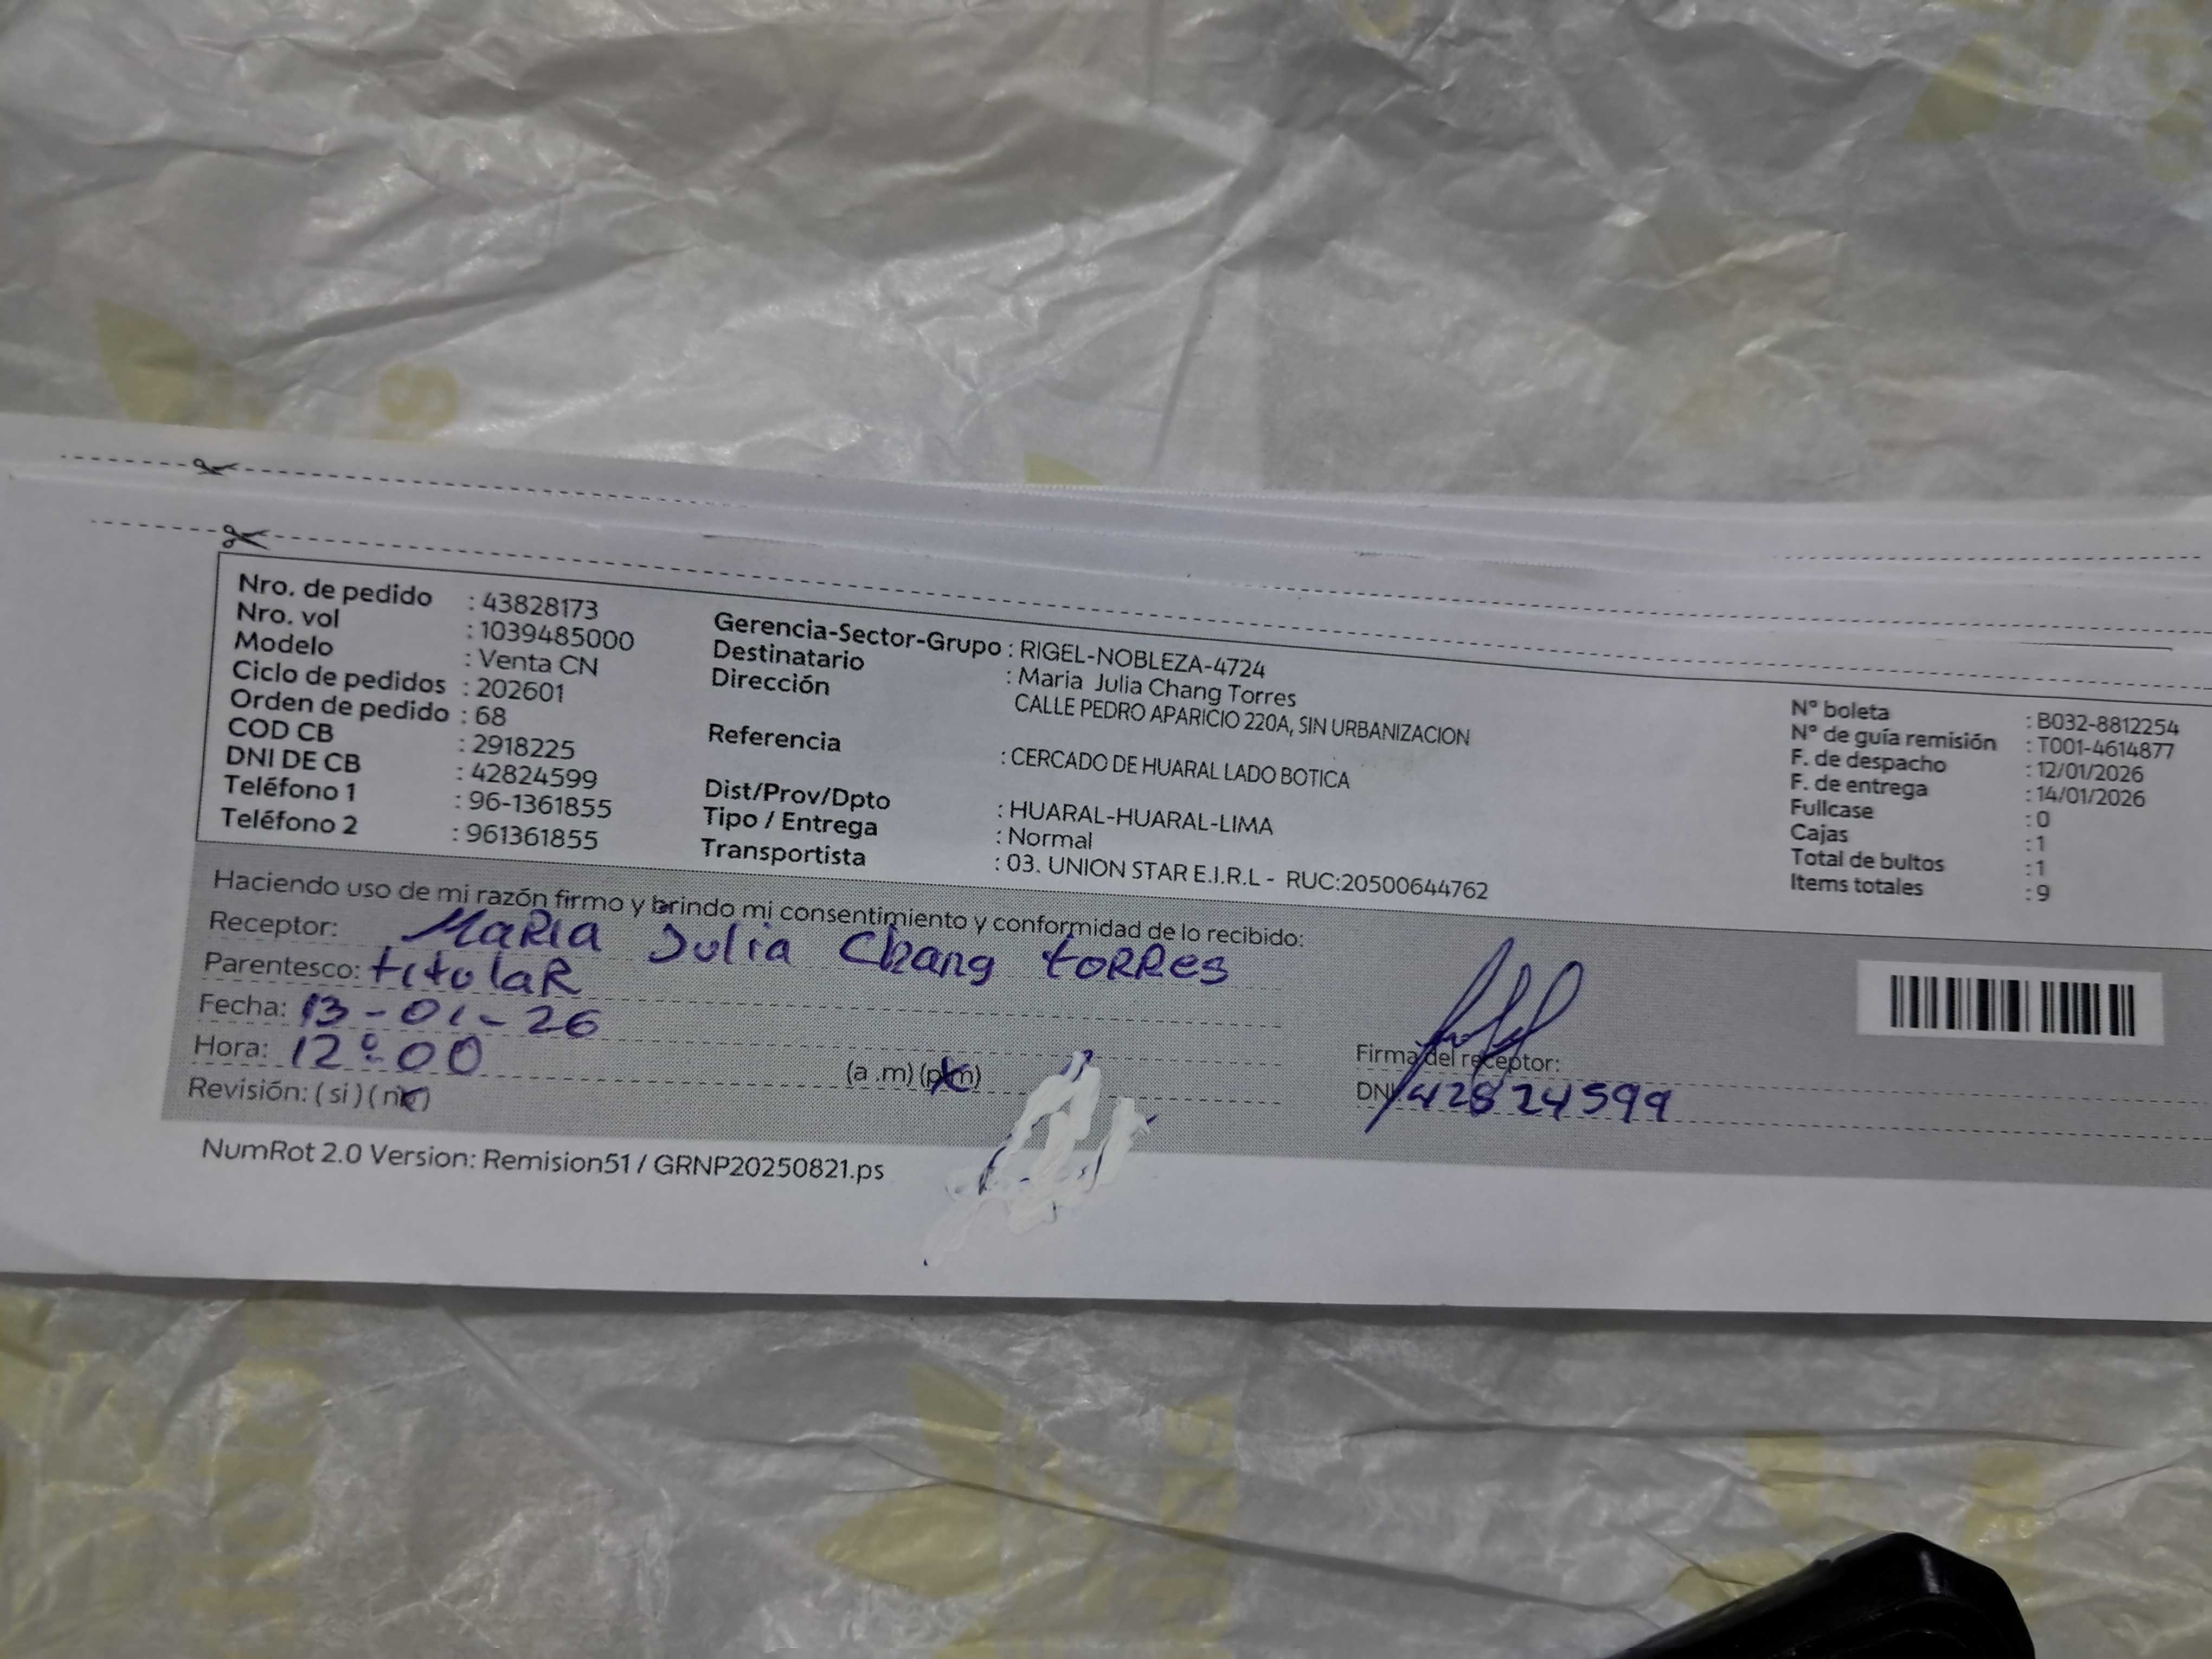 Nro. de pedido : 43828173
Nro. vol : 1039485000
Modelo : Venta CN
Ciclo de pedidos : 202601
Orden de pedido : 68
COD CB : 2918225
DNI DE CB : 42824599
Teléfono 1 : 96-1361855
Teléfono 2 : 961361855
Gerencia-Sector-Grupo : RIGEL-NOBLEZA-4724
Destinatario : Maria Julia Chang Torres
Dirección CALLE PEDRO APARICIO 220A, SIN URBANIZACION
Referencia : CERCADO DE HUARAL LADO BOTICA
Dist/Prov/Dpto : HUARAL-HUARAL-LIMA
Tipo / Entrega : Normal
Transportista : 03. UNION STAR E.I.R.L - RUC:20500644762
N° boleta : B032-8812254
N° de guía remisión : T001-4614877
F. de despacho : 12/01/2026
F. de entrega : 14/01/2026
Fullcase : 0
Cajas : 1
Total de bultos : 1
Items totales : 9
Haciendo uso de mi razón firmo y brindo mi consentimiento y conformidad de lo recibido:
Receptor: MaRIa Julia Chang toRRes
Parentesco: titulaR
Fecha: 13-01-26
Hora: 12:00 (a .m) (p.m)
Revisión: ( si ) ( no )
Firma del receptor:
DNI: 42824599
NumRot 2.0 Version: Remision51 / GRNP20250821.ps